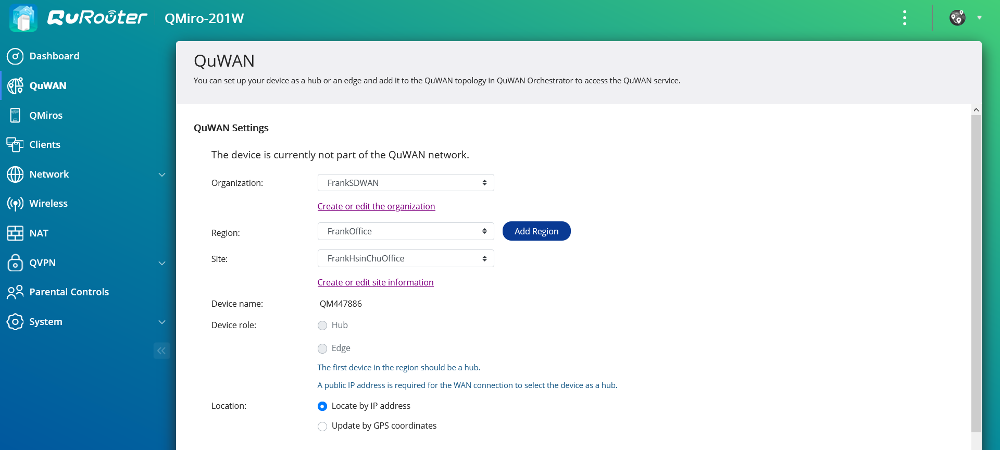 QuRouter
QMiro-201W
Dashboard
QuWAN
QMiros
Clients
Network
Wireless
NAT
QVPN
Parental Controls
System
QuWAN
You can set up your device as a hub or an edge and add it to the QuWAN topology in QuWAN Orchestrator to access the QuWAN service.
QuWAN Settings
The device is currently not part of the QuWAN network.
Organization: FrankSDWAN
Create or edit the organization
Region: FrankOffice Add Region
Site: FrankHsinChuOffice
Create or edit site information
Device name: QM447886
Device role: Hub
Edge
The first device in the region should be a hub.
A public IP address is required for the WAN connection to select the device as a hub.
Location: Locate by IP address
Update by GPS coordinates